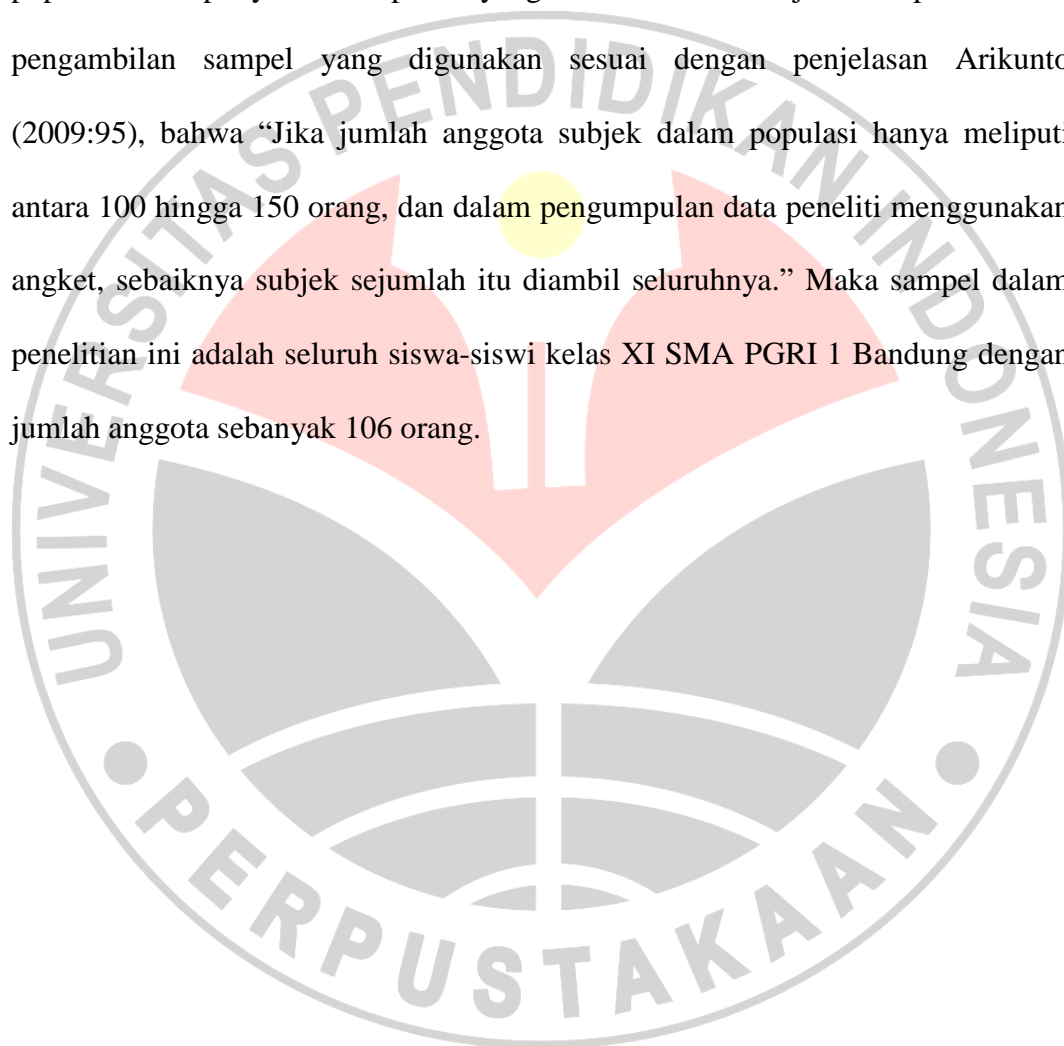 pengambilan sampel yang digunakan sesuai dengan penjelasan Arikunto
(2009:95), bahwa “Jika jumlah anggota subjek dalam populasi hanya meliputi
antara 100 hingga 150 orang, dan dalam pengumpulan data peneliti menggunakan
angket, sebaiknya subjek sejumlah itu diambil seluruhnya.” Maka sampel dalam
penelitian ini adalah seluruh siswa-siswi kelas XI SMA PGRI 1 Bandung dengan
jumlah anggota sebanyak 106 orang.
UNIVERSITAS PENDIDIKAN INDONESIA
PERPUSTAKAAN